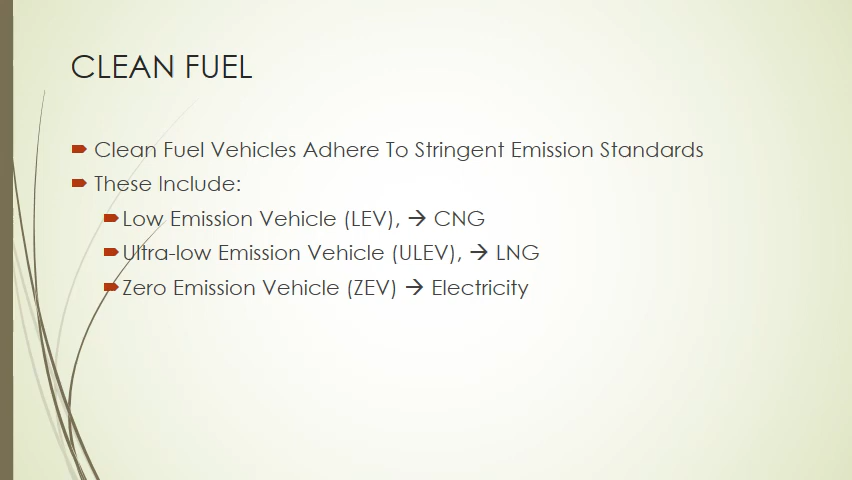 CLEAN FUEL
Clean Fuel Vehicles Adhere To Stringent Emission Standards
These Include:
Low Emission Vehicle (LEV), → CNG
Ultra-low Emission Vehicle (ULEV), → LNG
Zero Emission Vehicle (ZEV) → Electricity